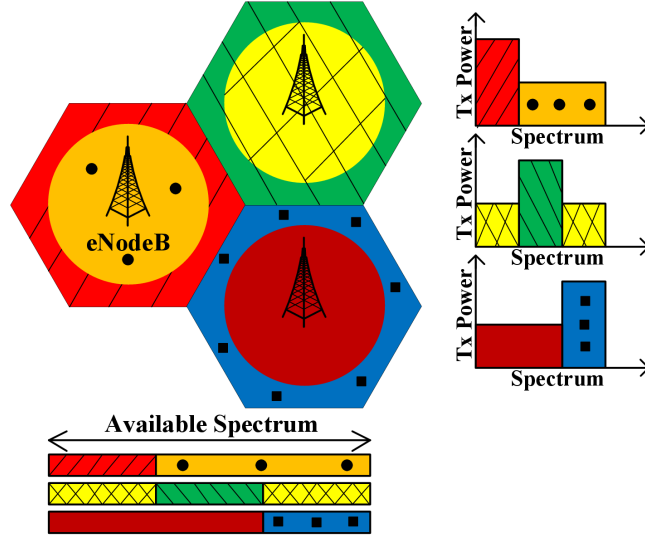 eNodeB
Tx Power
Spectrum
Tx Power
Spectrum
Tx Power
Spectrum
Available Spectrum